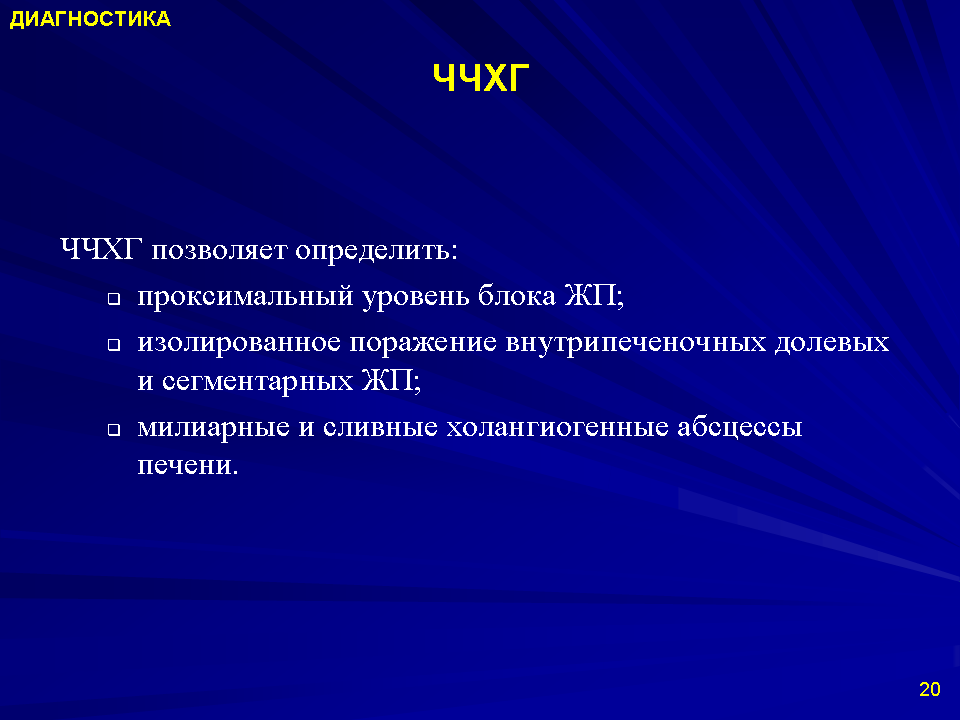 ДИАГНОСТИКА
ЧЧХГ
ЧЧХГ позволяет определить:
проксимальный уровень блока ЖП;
изолированное поражение внутрипеченочных долевых
и сегментарных ЖП;
милиарные и сливные холангиогенные абсцессы
печени.
20